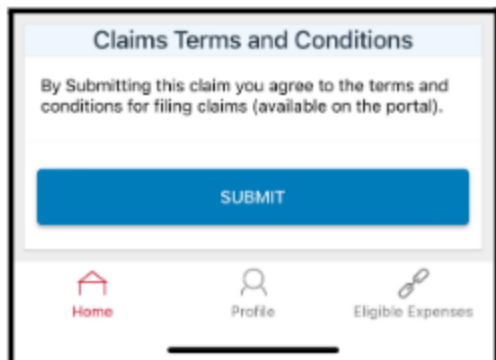 Claims Terms and Conditions
By Submitting this claim you agree to the terms and
conditions for filing claims (available on the portal).
SUBMIT
Home
Profile
Eligible Expenses